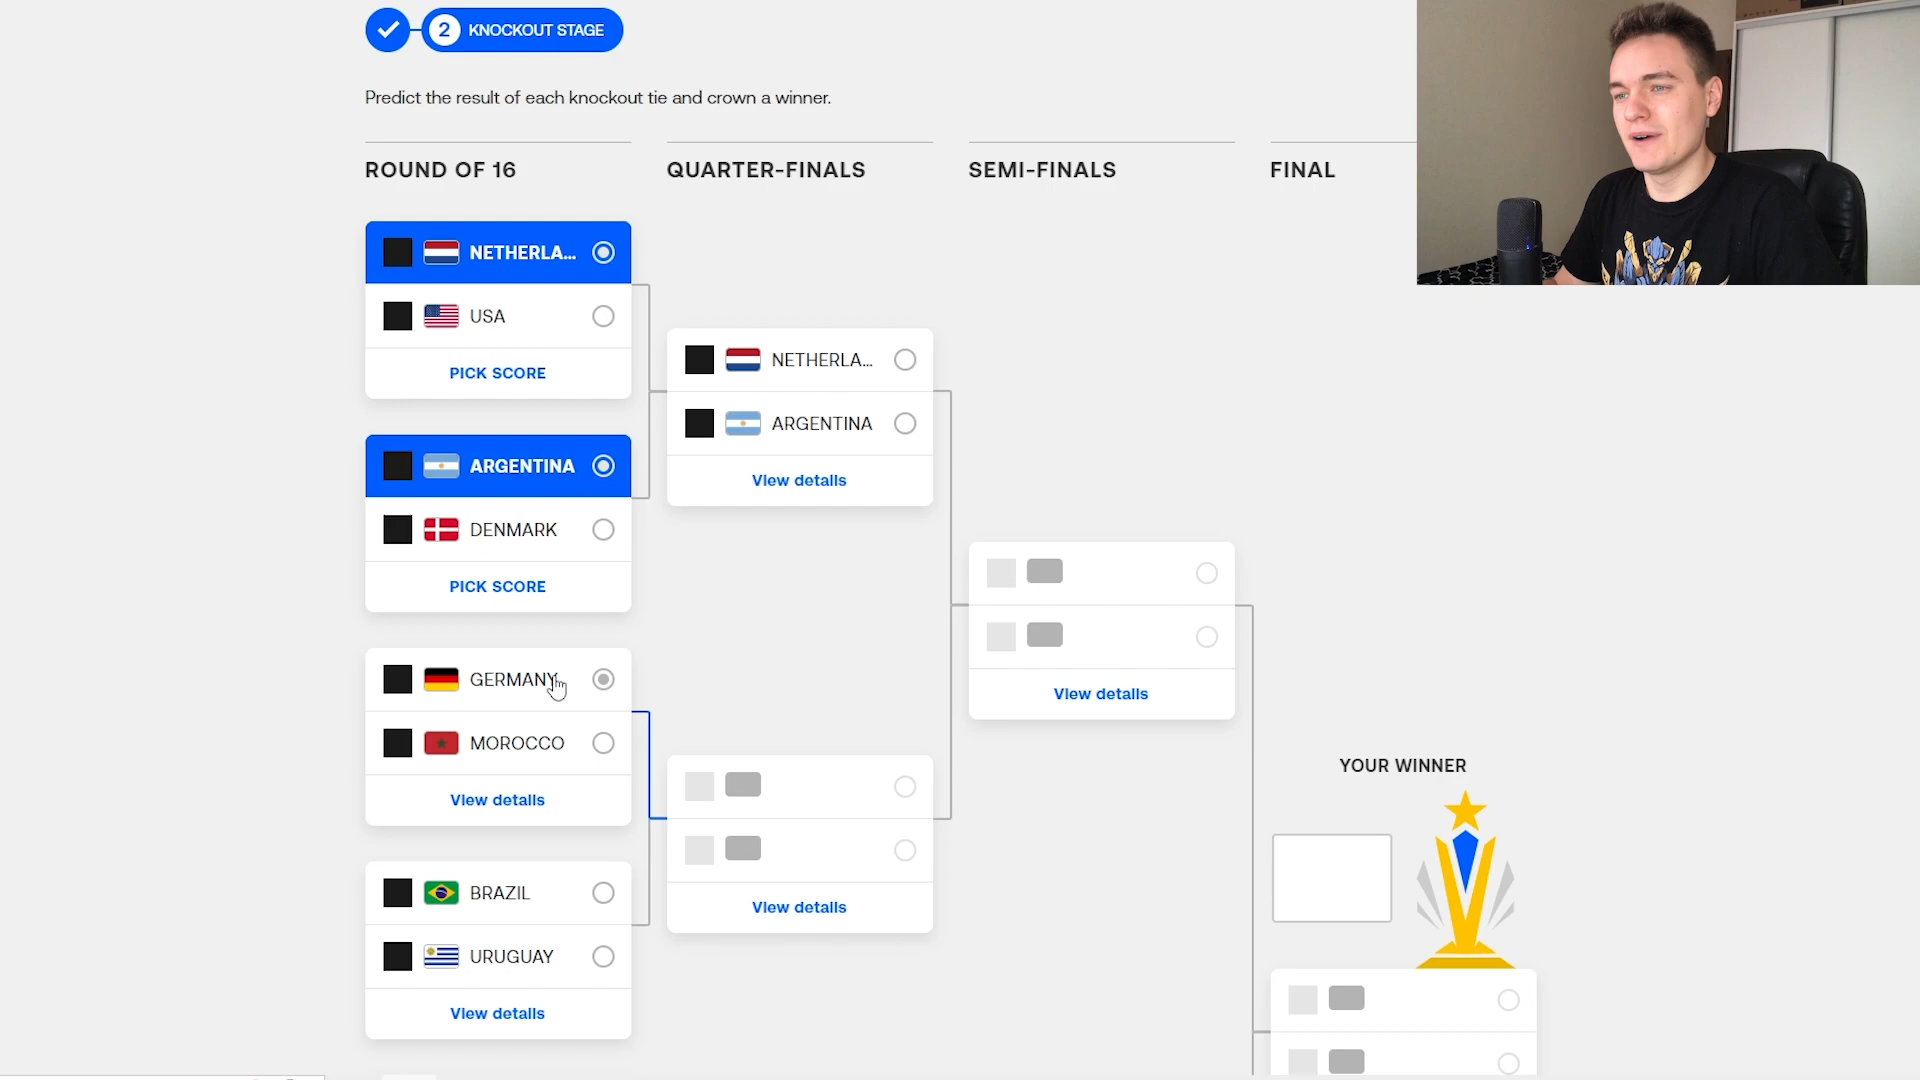 2 KNOCKOUT STAGE
Predict the result of each knockout tie and crown a winner.
ROUND OF 16
QUARTER-FINALS
SEMI-FINALS
FINAL
NETHERLA...
USA
PICK SCORE
NETHERLA...
ARGENTINA
View details
ARGENTINA
DENMARK
PICK SCORE
View details
GERMANY
MOROCCO
View details
YOUR WINNER
BRAZIL
URUGUAY
View details
View details